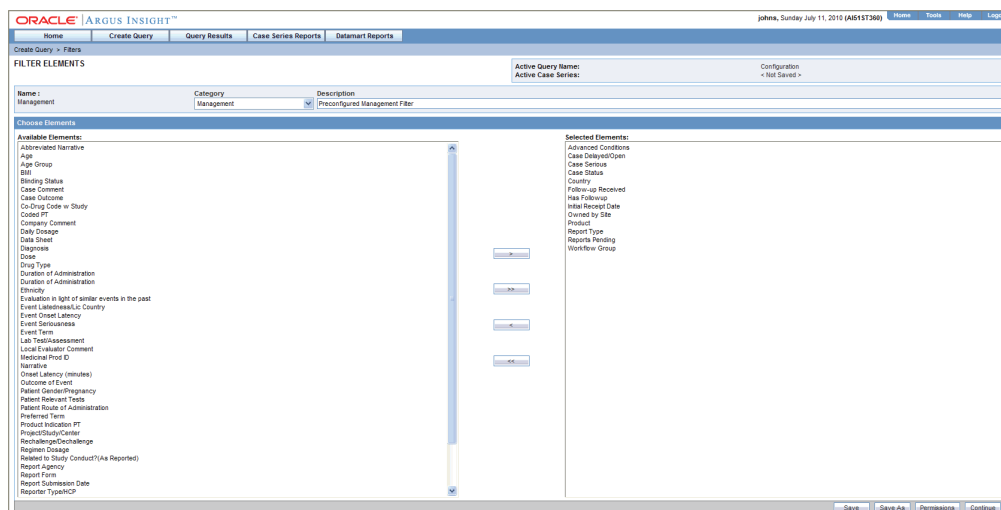 ORACLE | ARGUS INSIGHT™
johns, Sunday July 11, 2010 (AI51ST360) Home Tools Help
Home Create Query Query Results Case Series Reports Datamart Reports
Create Query > Filters
FILTER ELEMENTS
Active Query Name: Configuration
Active Case Series: < Not Saved >
Name : Category Description
Management Management Preconfigured Management Filter
Choose Elements
Available Elements:
Abbreviated Narrative
Age
Age Group
BMI
Blinding Status
Case Comment
Case Outcome
Co-Drug Code w Study
Coded PT
Company Comment
Daily Dosage
Data Sheet
Diagnosis
Dose
Drug Type
Duration of Administration
Duration of Administration
Ethnicity
Evaluation in light of similar events in the past
Event Listedness/Lic Country
Event Onset Latency
Event Seriousness
Event Term
Lab Test/Assessment
Local Evaluator Comment
Medicinal Prod ID
Narrative
Onset Latency (minutes)
Outcome of Event
Patient Gender/Pregnancy
Patient Relevant Tests
Patient Route of Administration
Preferred Term
Product Indication PT
Project/Study/Center
Rechallenge/Dechallenge
Regimen Dosage
Related to Study Conduct?(As Reported)
Report Agency
Report Form
Report Submission Date
Reporter Type/HCP
>
>>
<
<<
Selected Elements:
Advanced Conditions
Case Delayed/Open
Case Serious
Case Status
Country
Follow-up Received
Has Followup
Initial Receipt Date
Owned by Site
Product
Report Type
Reports Pending
Workflow Group
Save Save As Permissions Continue